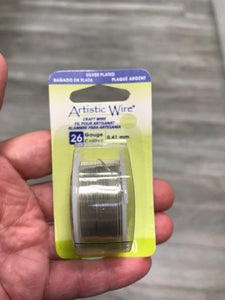 SILVER PLATED
BAÑADO EN PLATA
PLAQUÉ ARGENT
Artistic Wire®
CRAFT WIRE
FIL POUR ARTISANAT
ALAMBRE PARA ARTESANIA
26 Gauge
0.41 mm